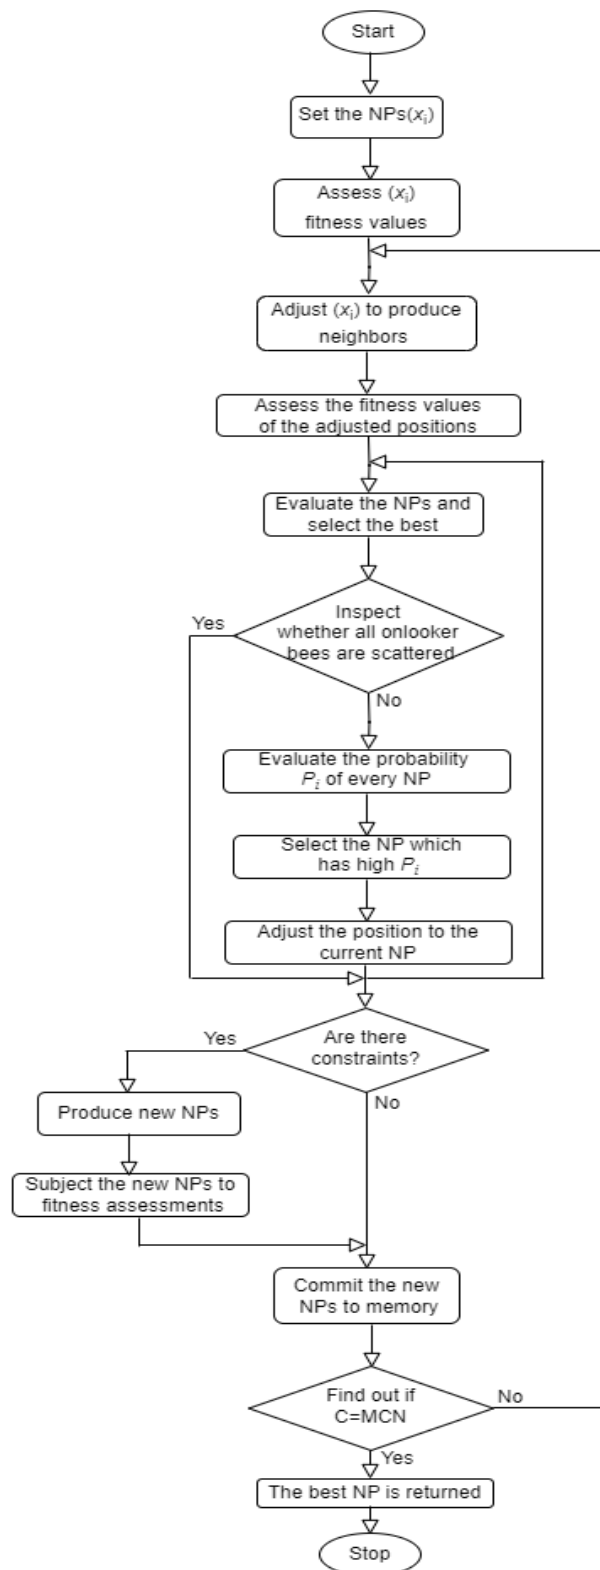 Start
Set the NPs(xᵢ)
Assess (xᵢ)
fitness values
Adjust (xᵢ) to produce
neighbors
Assess the fitness values
of the adjusted positions
Evaluate the NPs and
select the best
Inspect
whether all onlooker
bees are scattered
Yes
No
Evaluate the probability
Pᵢ of every NP
Select the NP which
has high Pᵢ
Adjust the position to the
current NP
Are there
constraints?
Yes
No
Produce new NPs
Subject the new NPs to
fitness assessments
Commit the new
NPs to memory
Find out if
C=MCN
No
Yes
The best NP is returned
Stop